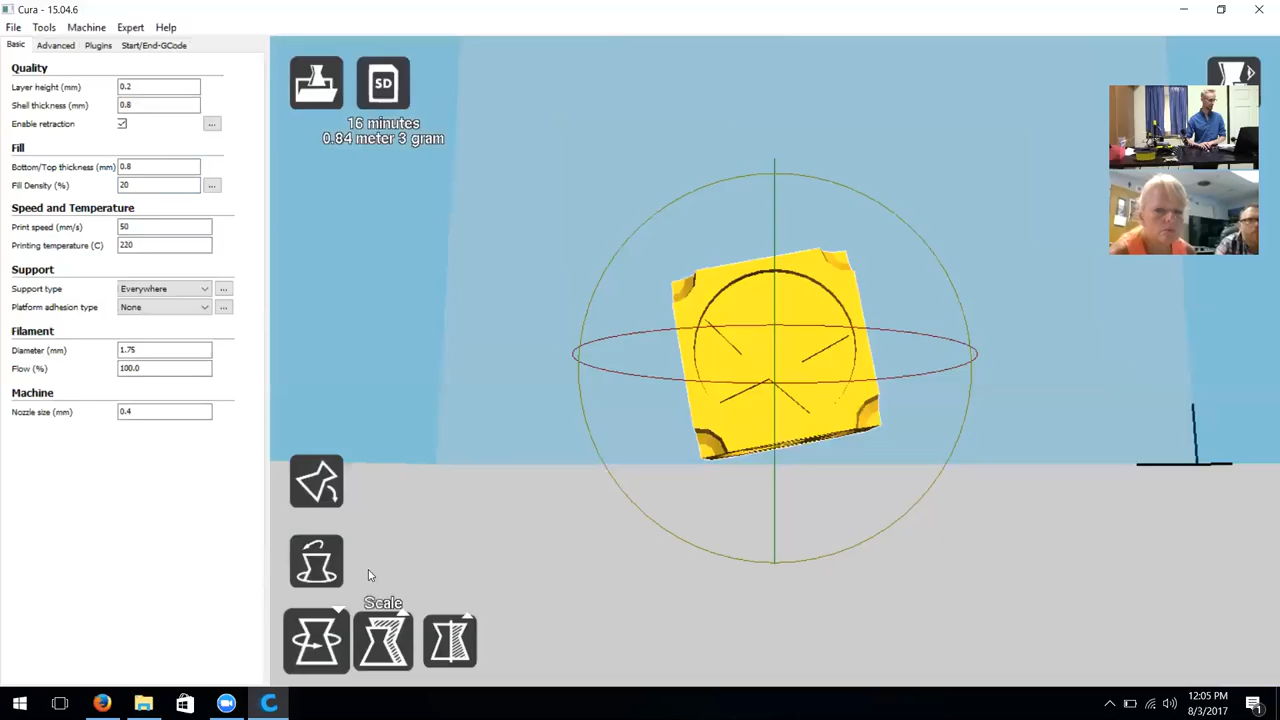 Cura - 15.04.6
File Tools Machine Expert Help
Basic Advanced Plugins Start/End-GCode
Quality
Layer height (mm) 0.2
Shell thickness (mm) 0.8
Enable retraction ...
Fill
Bottom/Top thickness (mm) 0.8
Fill Density (%) 20 ...
Speed and Temperature
Print speed (mm/s) 50
Printing temperature (C) 220
Support
Support type Everywhere ...
Platform adhesion type None ...
Filament
Diameter (mm) 1.75
Flow (%) 100.0
Machine
Nozzle size (mm) 0.4
SD
16 minutes
0.84 meter 3 gram
Scale
12:05 PM
8/3/2017
1